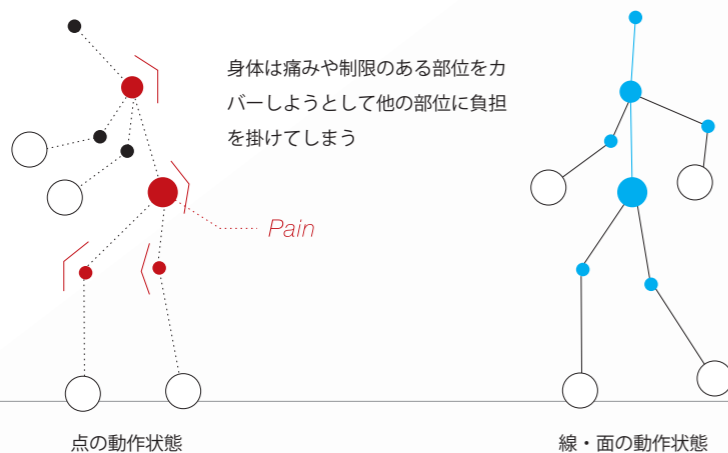 身体は痛みや制限のある部位をカ
バーしようとして他の部位に負担
を掛けてしまう
Pain
点の動作状態
線・面の動作状態